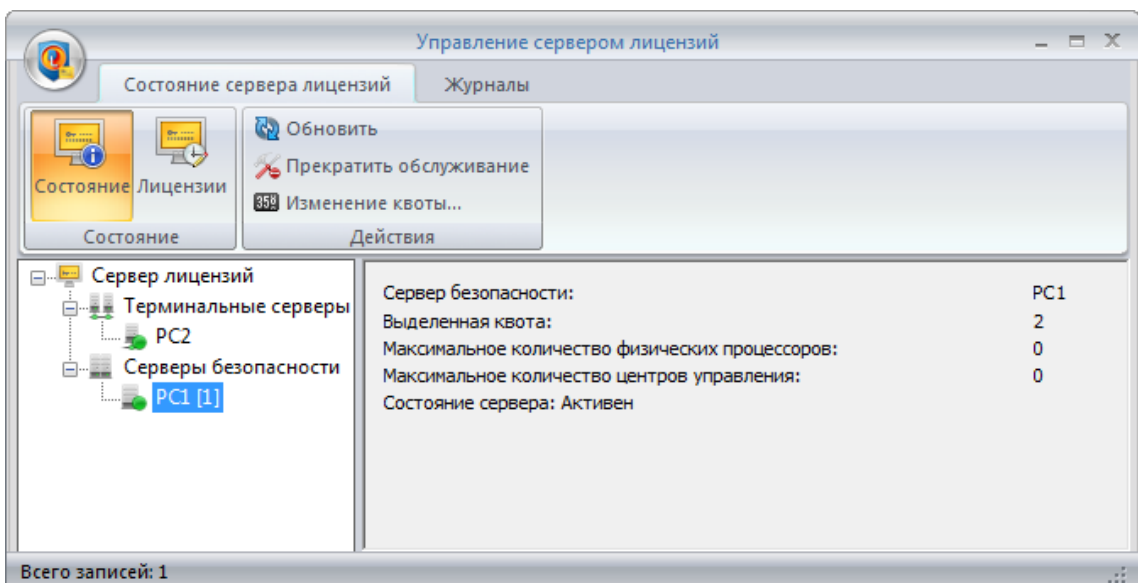 Управление сервером лицензий
Состояние сервера лицензий Журналы
Состояние Лицензии
Обновить
Прекратить обслуживание
Изменение квоты...
Состояние Действия
Сервер лицензий
Терминальные серверы
PC2
Серверы безопасности
PC1 [1]
Сервер безопасности: PC1
Выделенная квота: 2
Максимальное количество физических процессоров: 0
Максимальное количество центров управления: 0
Состояние сервера: Активен
Всего записей: 1